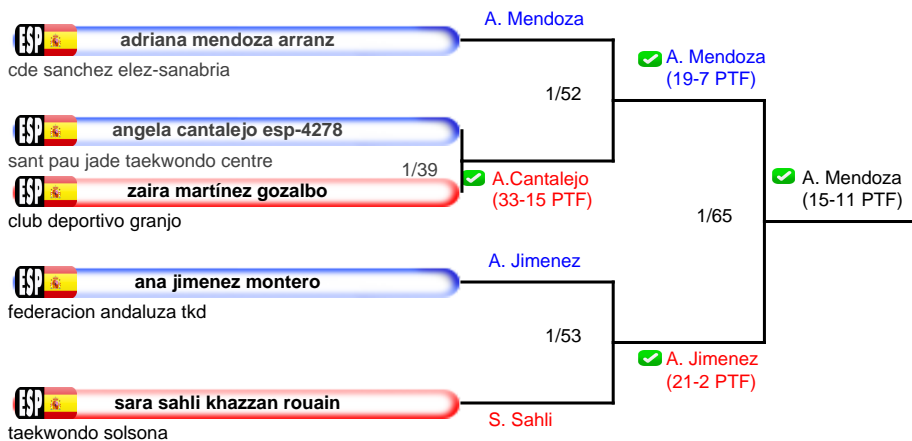 A. Mendoza
ESP adriana mendoza arranz
cde sanchez elez-sanabria
A. Mendoza
(19-7 PTF)
1/52
ESP angela cantalejo esp-4278
sant pau jade taekwondo centre
1/39
ESP zaira martínez gozalbo
A.Cantalejo
(33-15 PTF)
club deportivo granjo
A. Mendoza
(15-11 PTF)
1/65
A. Jimenez
ESP ana jimenez montero
federacion andaluza tkd
1/53
A. Jimenez
(21-2 PTF)
ESP sara sahli khazzan rouain
S. Sahli
taekwondo solsona